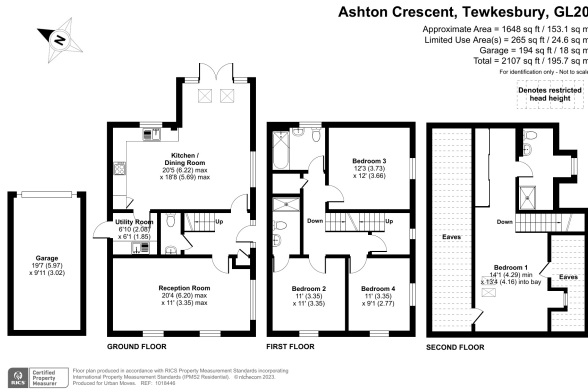 Ashton Crescent, Tewkesbury, GL20
Approximate Area = 1648 sq ft / 153.1 sq m
Limited Use Area(s) = 265 sq ft / 24.6 sq m
Garage = 194 sq ft / 18 sq m
Total = 2107 sq ft / 195.7 sq m
For identification only - Not to scale
N
Denotes restricted
head height
Garage
19'7 (5.97)
x 9'11 (3.02)
Kitchen /
Dining Room
20'5 (6.22) max
x 18'8 (5.69) max
Utility Room
6'10 (2.08)
x 6'1 (1.85)
Up
Reception Room
20'4 (6.20) max
x 11' (3.35) max
GROUND FLOOR
Bedroom 3
12'3 (3.73)
x 12' (3.66)
Down
Up
Bedroom 2
11' (3.35)
x 11' (3.35)
Bedroom 4
11' (3.35)
x 9'1 (2.77)
FIRST FLOOR
Down
Eaves
Bedroom 1
14'1 (4.29) min
x 13'4 (4.16) into bay
Eaves
SECOND FLOOR
RICS
Certified
Property
Measurer
Floor plan produced in accordance with RICS Property Measurement Standards incorporating
International Property Measurement Standards (IPMS2 Residential). © nichecom 2023.
Produced for Urban Moves. REF: 1018446